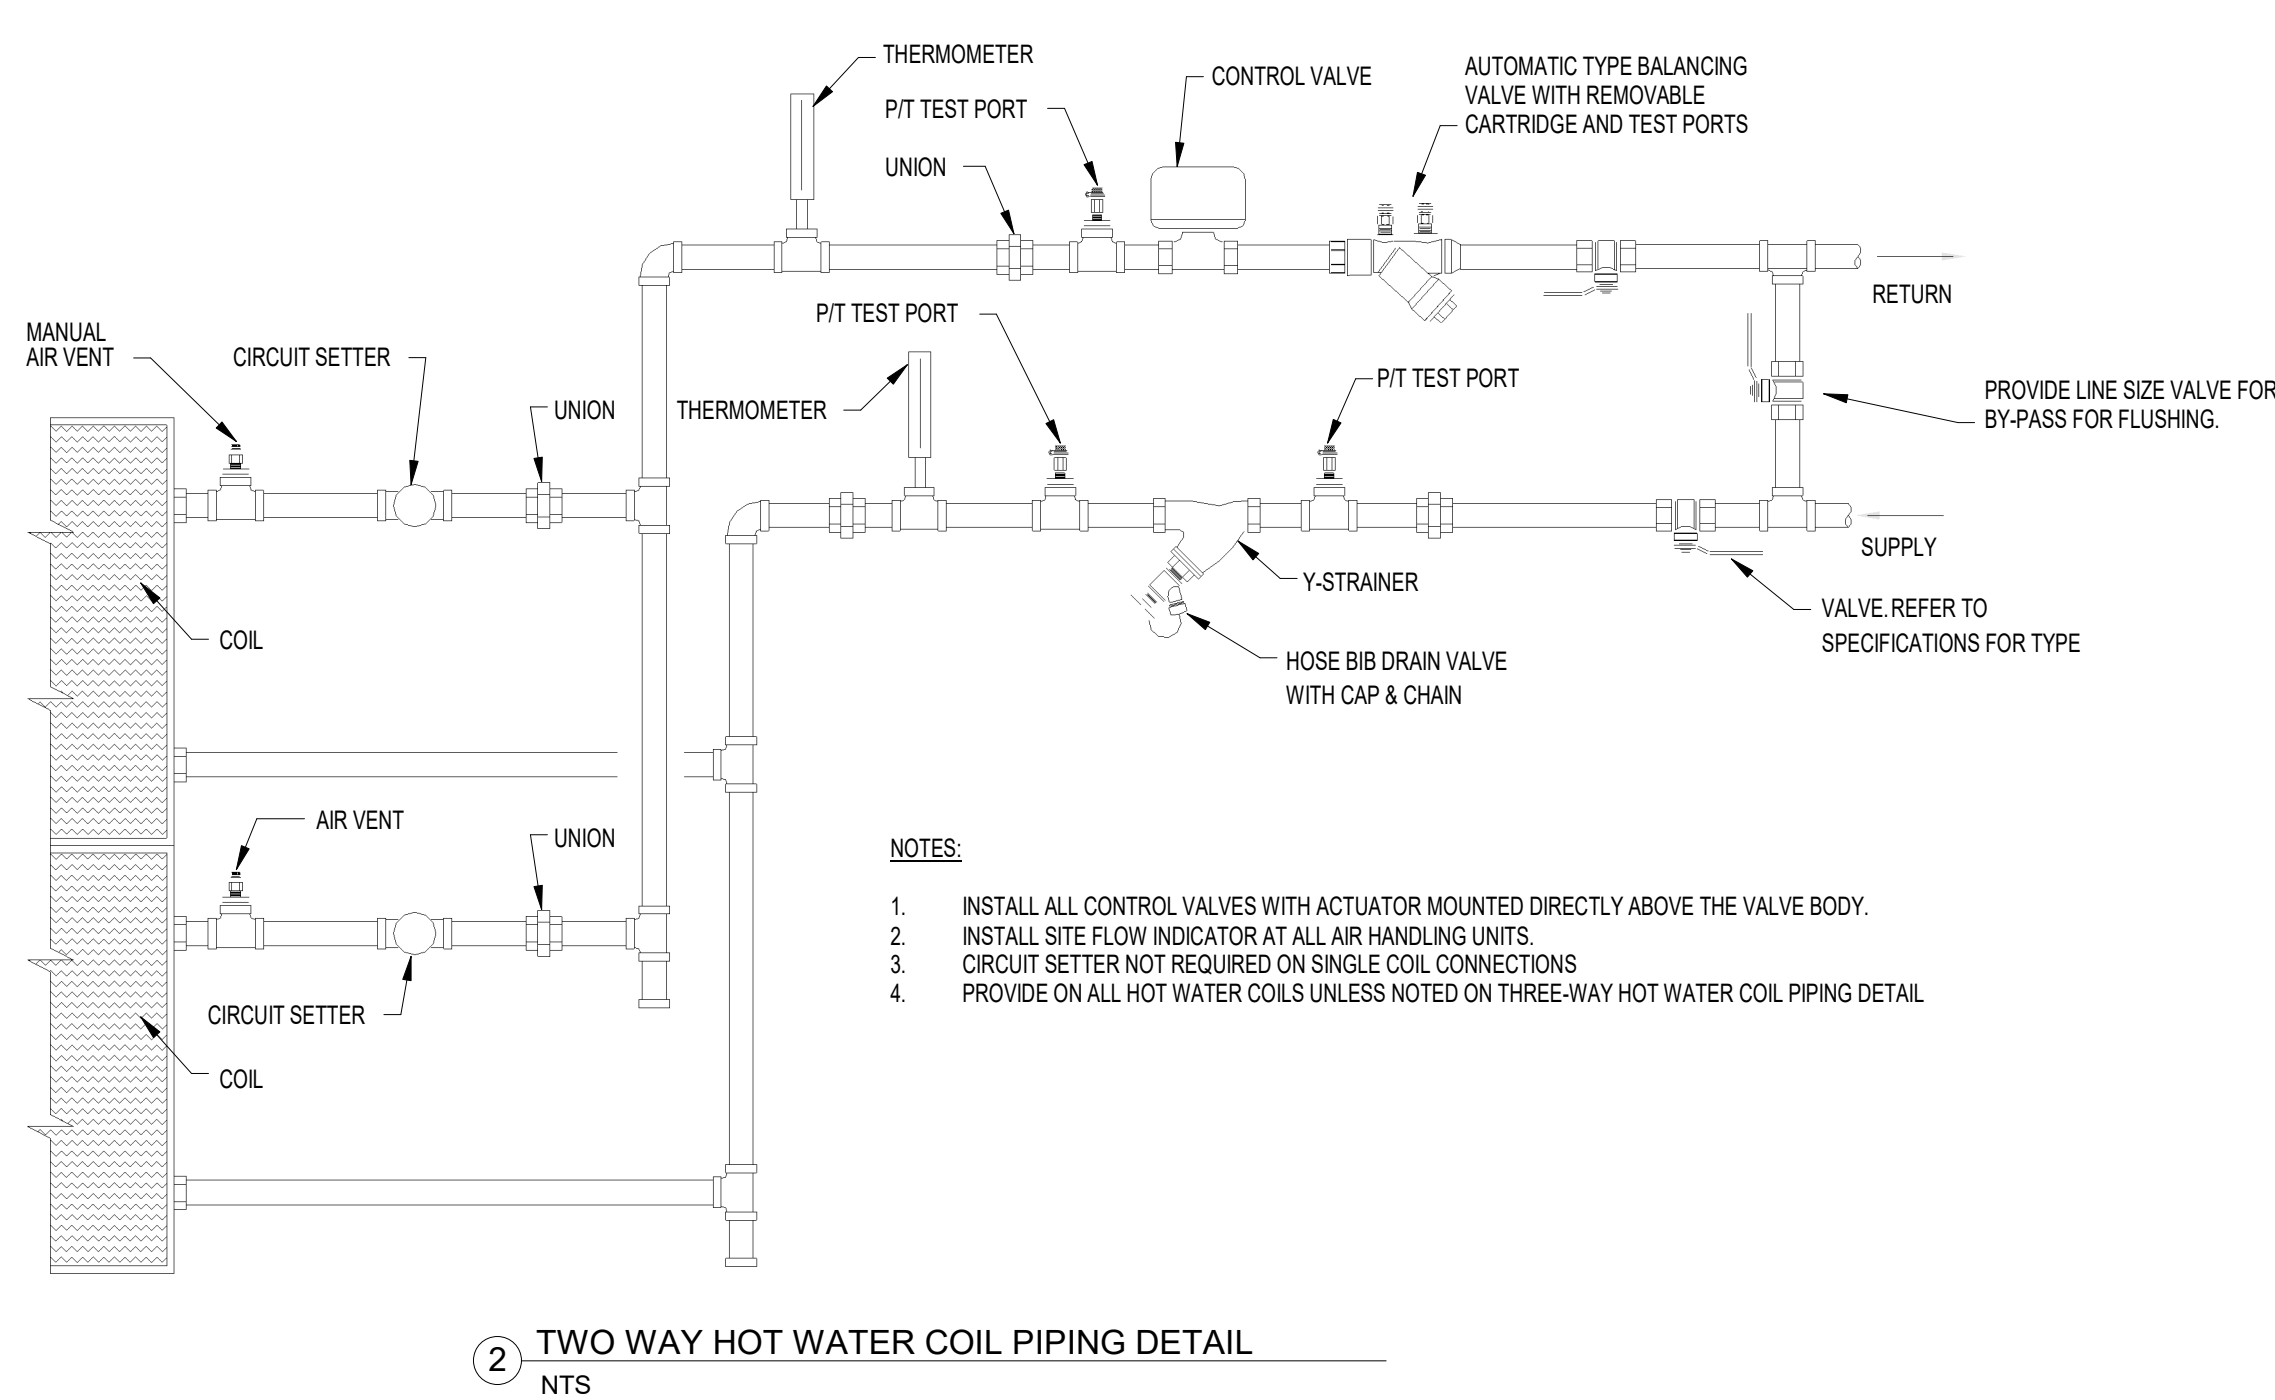 THERMOMETER
P/T TEST PORT
UNION
CONTROL VALVE
AUTOMATIC TYPE BALANCING
VALVE WITH REMOVABLE
CARTRIDGE AND TEST PORTS
RETURN
P/T TEST PORT
MANUAL
AIR VENT
CIRCUIT SETTER
UNION
THERMOMETER
P/T TEST PORT
PROVIDE LINE SIZE VALVE FOR
BY-PASS FOR FLUSHING.
SUPPLY
Y-STRAINER
VALVE. REFER TO
SPECIFICATIONS FOR TYPE
COIL
HOSE BIB DRAIN VALVE
WITH CAP & CHAIN
AIR VENT
UNION
CIRCUIT SETTER
COIL
NOTES:
1. INSTALL ALL CONTROL VALVES WITH ACTUATOR MOUNTED DIRECTLY ABOVE THE VALVE BODY.
2. INSTALL SITE FLOW INDICATOR AT ALL AIR HANDLING UNITS.
3. CIRCUIT SETTER NOT REQUIRED ON SINGLE COIL CONNECTIONS
4. PROVIDE ON ALL HOT WATER COILS UNLESS NOTED ON THREE-WAY HOT WATER COIL PIPING DETAIL
2 TWO WAY HOT WATER COIL PIPING DETAIL
NTS